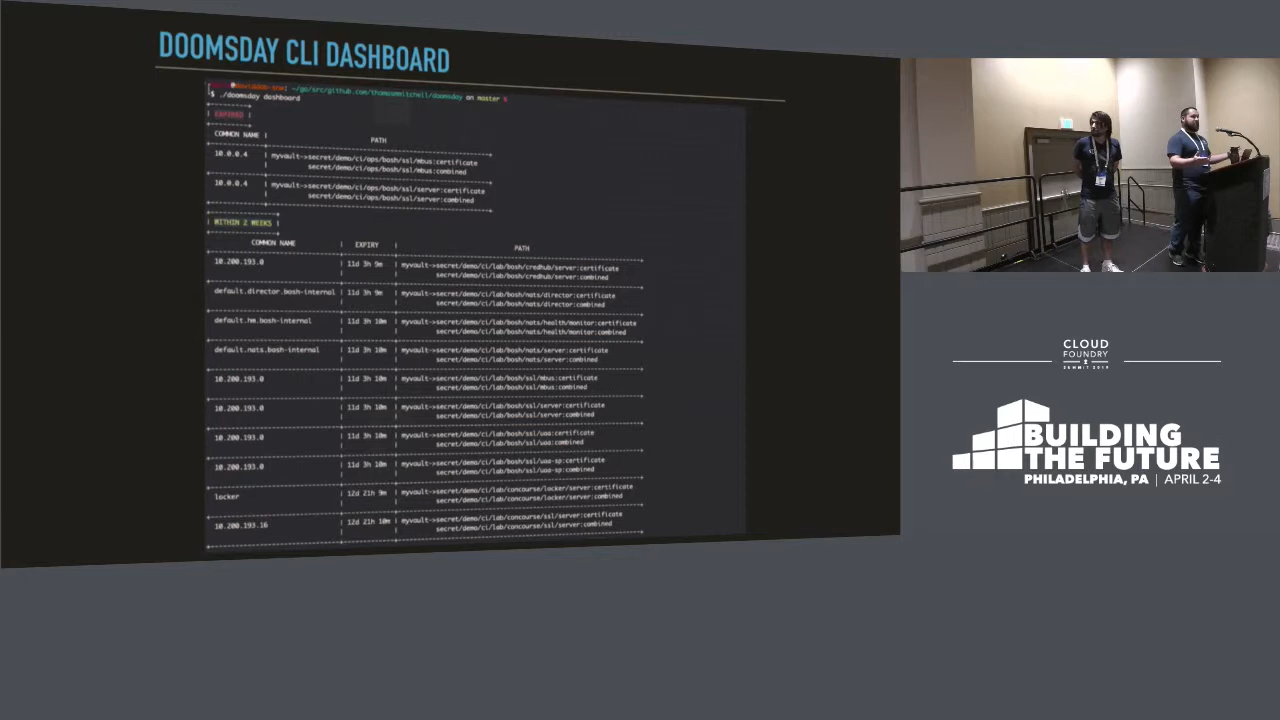 DOOMSDAY CLI DASHBOARD
~/go/src/github.com/thomasmmitchell/doomsday on master
$ ./doomsday dashboard
| EXPIRED |
COMMON NAME | PATH
10.0.0.4 | myvault->secret/demo/ci/ops/bosh/ssl/mbus:certificate
| secret/demo/ci/ops/bosh/ssl/mbus:combined
10.0.0.4 | myvault->secret/demo/ci/ops/bosh/ssl/server:certificate
| secret/demo/ci/ops/bosh/ssl/server:combined
| WITHIN 2 WEEKS |
COMMON NAME | EXPIRY | PATH
10.200.193.0 | 11d 3h 9m | myvault->secret/demo/ci/lab/bosh/credhub/server:certificate
| | secret/demo/ci/lab/bosh/credhub/server:combined
default.director.bosh-internal | 11d 3h 9m | myvault->secret/demo/ci/lab/bosh/nats/director:certificate
| | secret/demo/ci/lab/bosh/nats/director:combined
default.hm.bosh-internal | 11d 3h 10m | myvault->secret/demo/ci/lab/bosh/nats/health/monitor:certificate
| | secret/demo/ci/lab/bosh/nats/health/monitor:combined
default.nats.bosh-internal | 11d 3h 10m | myvault->secret/demo/ci/lab/bosh/nats/server:certificate
| | secret/demo/ci/lab/bosh/nats/server:combined
10.200.193.0 | 11d 3h 10m | myvault->secret/demo/ci/lab/bosh/ssl/mbus:certificate
| | secret/demo/ci/lab/bosh/ssl/mbus:combined
10.200.193.0 | 11d 3h 10m | myvault->secret/demo/ci/lab/bosh/ssl/server:certificate
| | secret/demo/ci/lab/bosh/ssl/server:combined
10.200.193.0 | 11d 3h 10m | myvault->secret/demo/ci/lab/bosh/ssl/uaa:certificate
| | secret/demo/ci/lab/bosh/ssl/uaa:combined
10.200.193.0 | 11d 3h 10m | myvault->secret/demo/ci/lab/bosh/ssl/uaa-sp:certificate
| | secret/demo/ci/lab/bosh/ssl/uaa-sp:combined
locker | 12d 21h 9m | myvault->secret/demo/ci/lab/concourse/locker/server:certificate
| | secret/demo/ci/lab/concourse/locker/server:combined
10.200.193.16 | 12d 21h 10m | myvault->secret/demo/ci/lab/concourse/ssl/server:certificate
| | secret/demo/ci/lab/concourse/ssl/server:combined
CLOUD
FOUNDRY
SUMMIT 2019
BUILDING
THE FUTURE
PHILADELPHIA, PA | APRIL 2-4